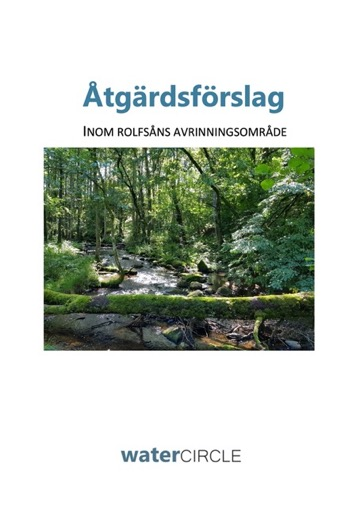 Åtgärdsförslag
INOM ROLFSÅNS AVRINNINGSOMRÅDE
waterCIRCLE